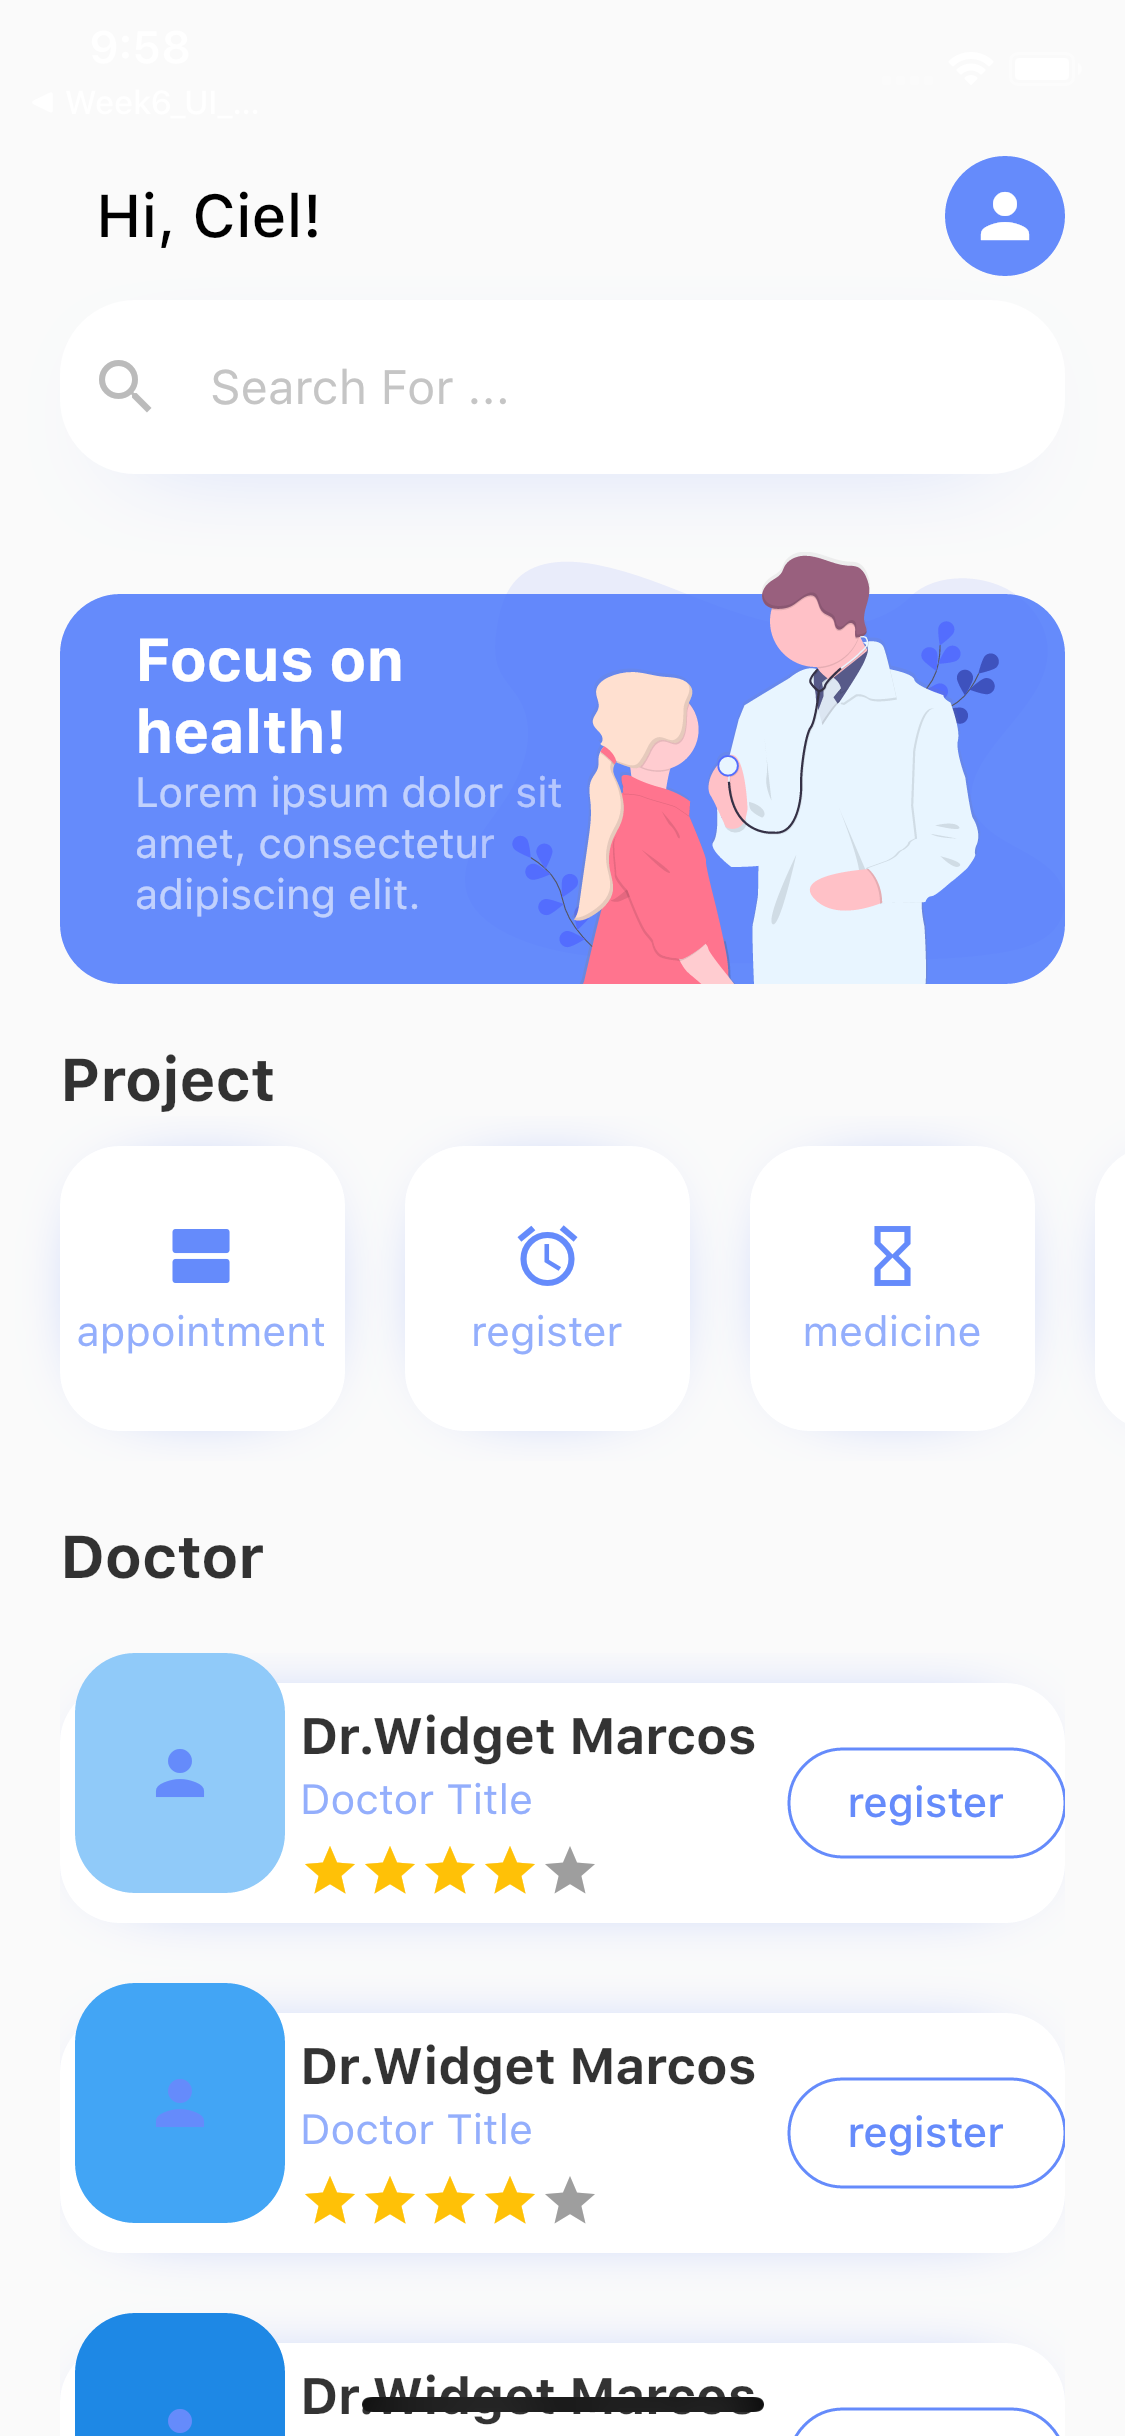 9:58
◀ Week6_UI_...
Hi, Ciel!
Search For ...
Focus on
health!
Lorem ipsum dolor sit
amet, consectetur
adipiscing elit.
Project
appointment
register
medicine
Doctor
Dr.Widget Marcos
Doctor Title
register
Dr.Widget Marcos
Doctor Title
register
Dr.Widget Marcos